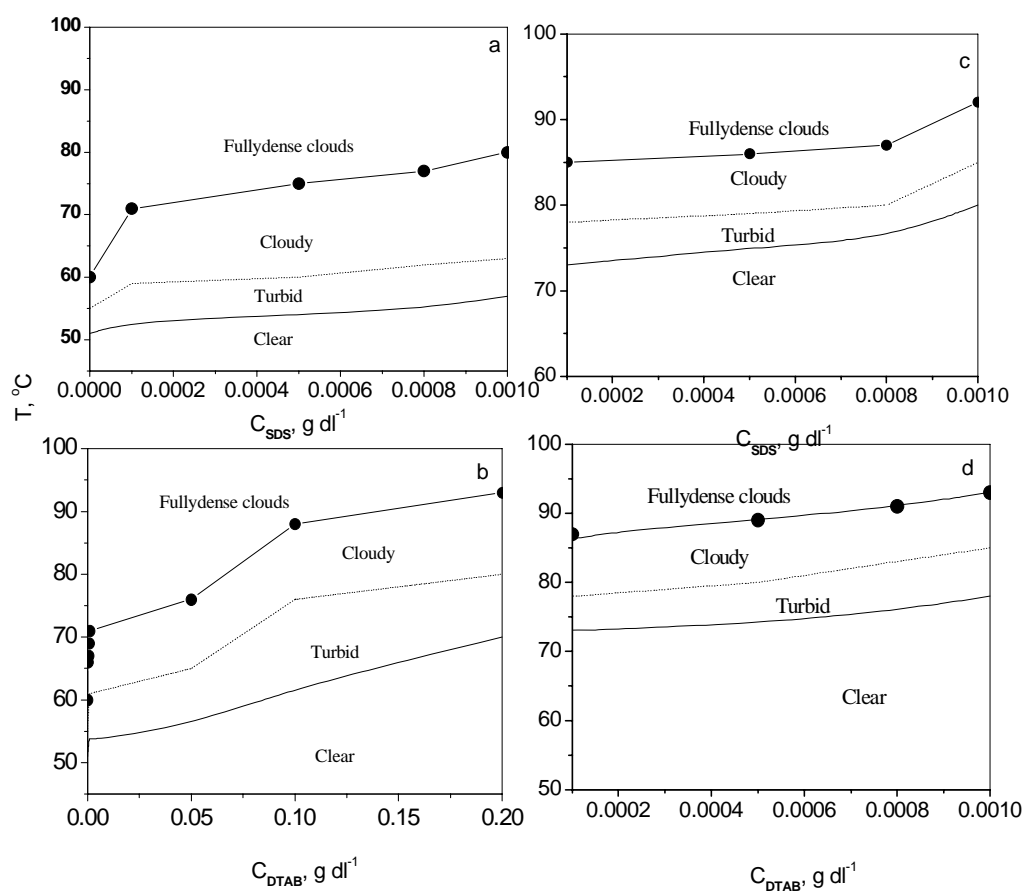 100
90
80
70
60
50
a
Fullydense clouds
Cloudy
Turbid
Clear
0.0000
0.0002
0.0004
0.0006
0.0008
0.0010
C_SDS, g dl^-1
T, °C
90
80
70
60
c
Fullydense clouds
Cloudy
Turbid
Clear
0.0002
0.0004
0.0006
0.0008
0.0010
C_SDS, g dl^-1
100
90
80
70
60
50
b
Fullydense clouds
Cloudy
Turbid
Clear
0.00
0.05
0.10
0.15
0.20
C_DTAB, g dl^-1
100
90
80
70
60
50
d
Fullydense clouds
Cloudy
Turbid
Clear
0.0002
0.0004
0.0006
0.0008
0.0010
C_DTAB, g dl^-1